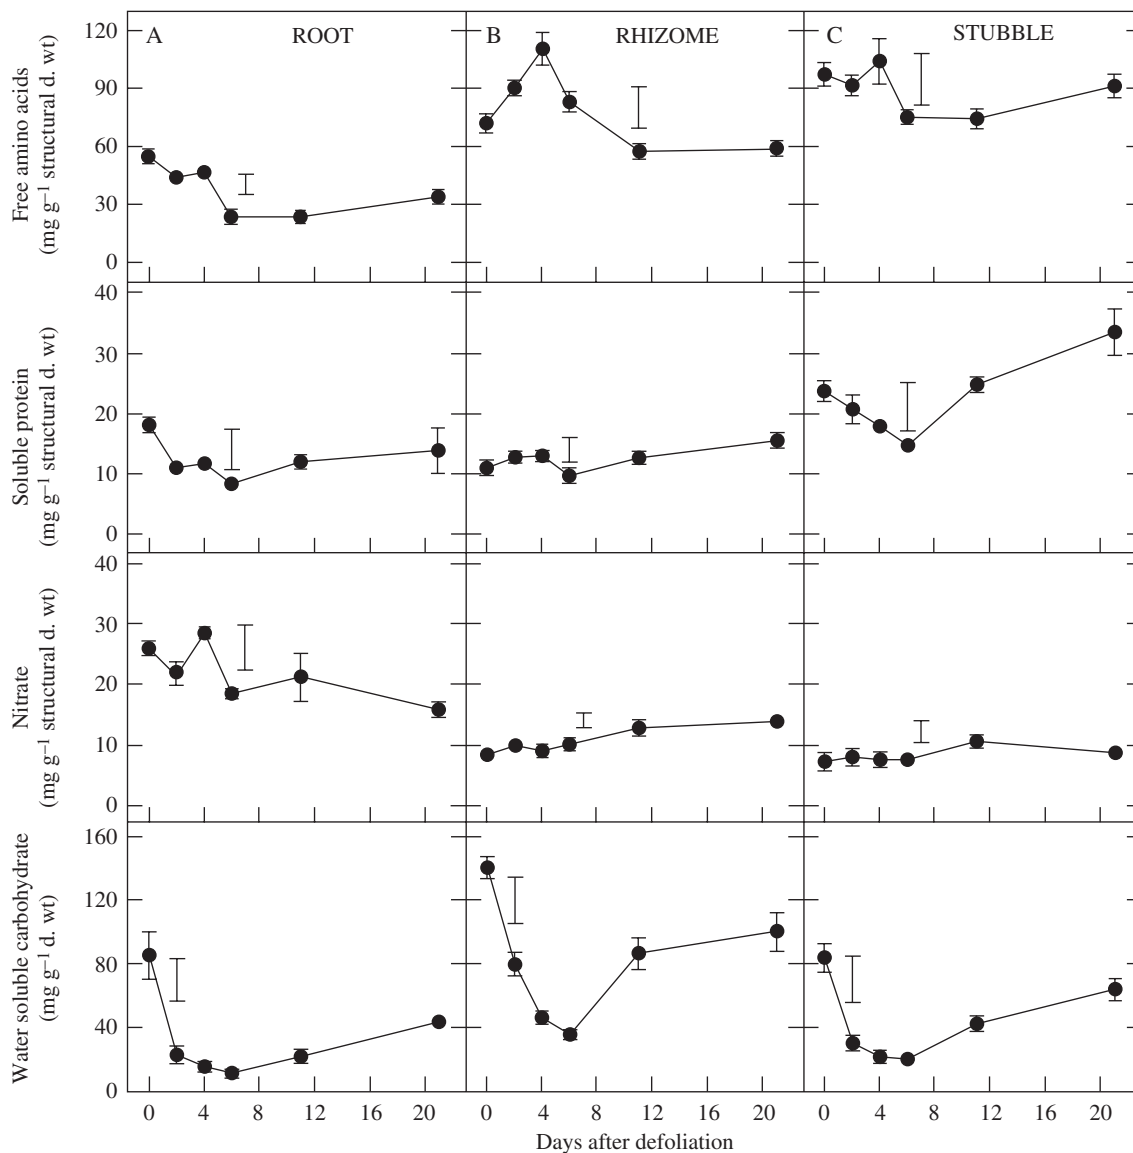 A ROOT B RHIZOME C STUBBLE
Free amino acids
(mg g⁻¹ structural d. wt)
120
90
60
30
0
Soluble protein
(mg g⁻¹ structural d. wt)
40
30
20
10
0
Nitrate
(mg g⁻¹ structural d. wt)
40
30
20
10
0
Water soluble carbohydrate
(mg g⁻¹ d. wt)
160
120
80
40
0
0 4 8 12 16 20 0 4 8 12 16 20 0 4 8 12 16 20
Days after defoliation